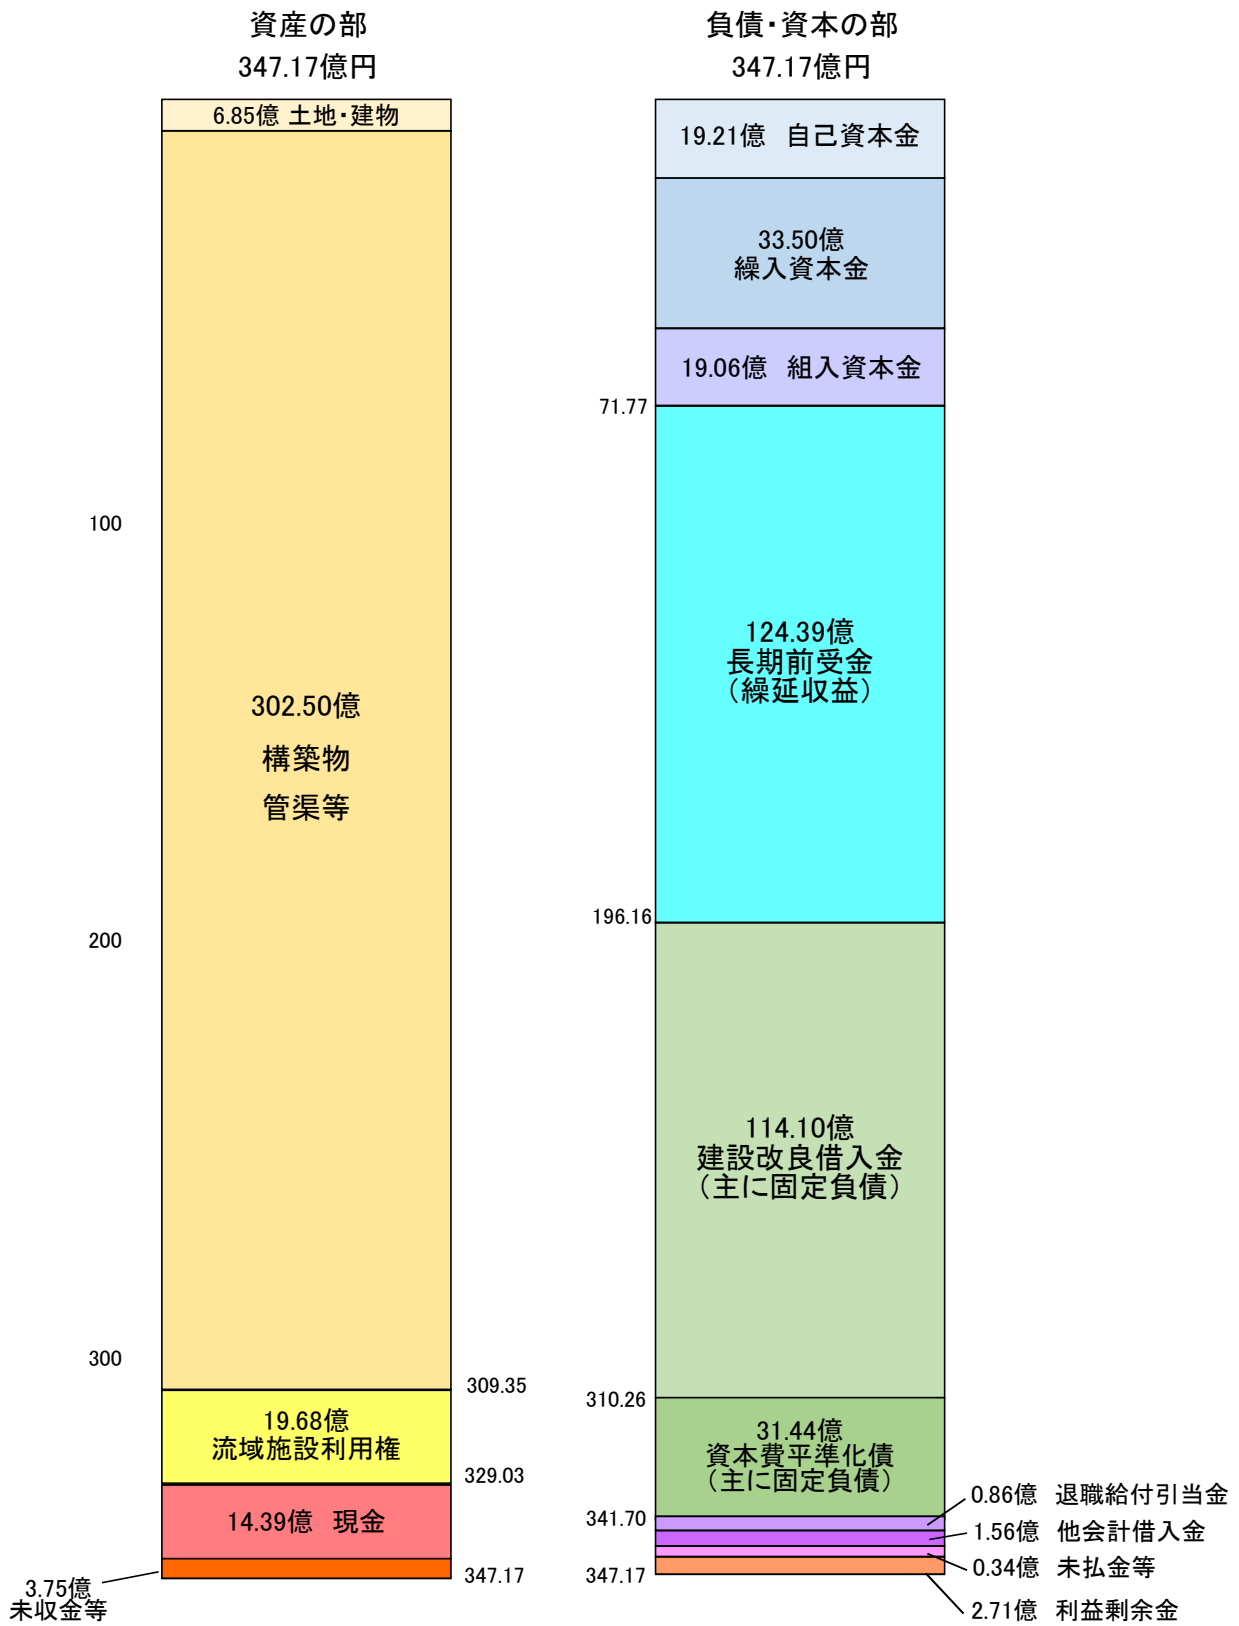 資産の部
347.17億円
6.85億 土地・建物
100
302.50億
構築物
管渠等
200
300
309.35
19.68億
流域施設利用権
329.03
14.39億 現金
3.75億
未収金等
347.17
負債・資本の部
347.17億円
19.21億 自己資本金
33.50億
繰入資本金
19.06億 組入資本金
71.77
124.39億
長期前受金
（繰延収益）
196.16
114.10億
建設改良借入金
（主に固定負債）
310.26
31.44億
資本費平準化債
（主に固定負債）
341.70
0.86億 退職給付引当金
1.56億 他会計借入金
0.34億 未払金等
347.17
2.71億 利益剰余金